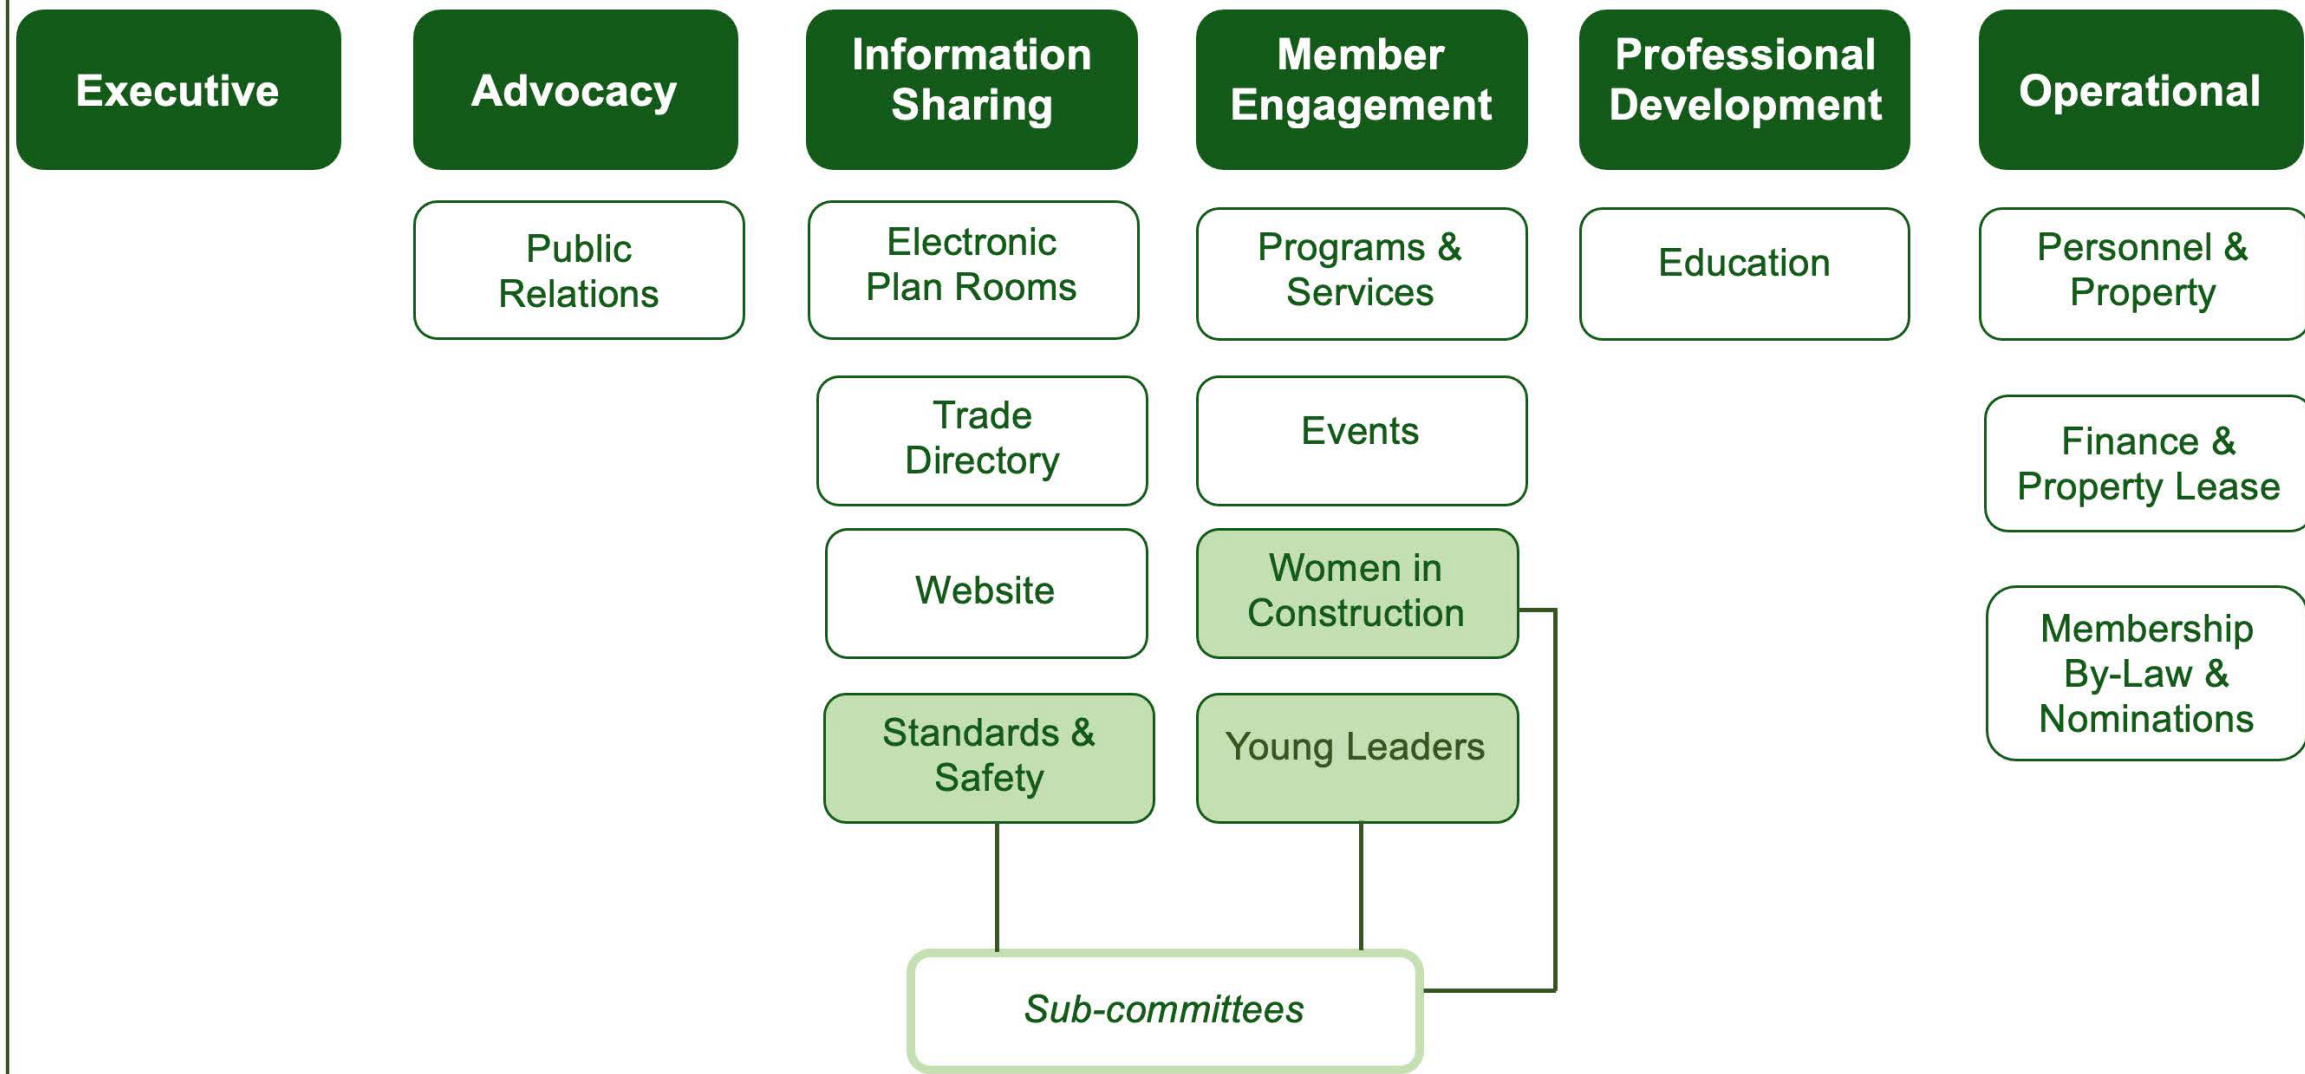 Executive
Advocacy
Information
Sharing
Member
Engagement
Professional
Development
Operational
Public
Relations
Electronic
Plan Rooms
Programs &
Services
Education
Personnel &
Property
Trade
Directory
Events
Finance &
Property Lease
Website
Women in
Construction
Membership
By-Law &
Nominations
Standards &
Safety
Young Leaders
Sub-committees